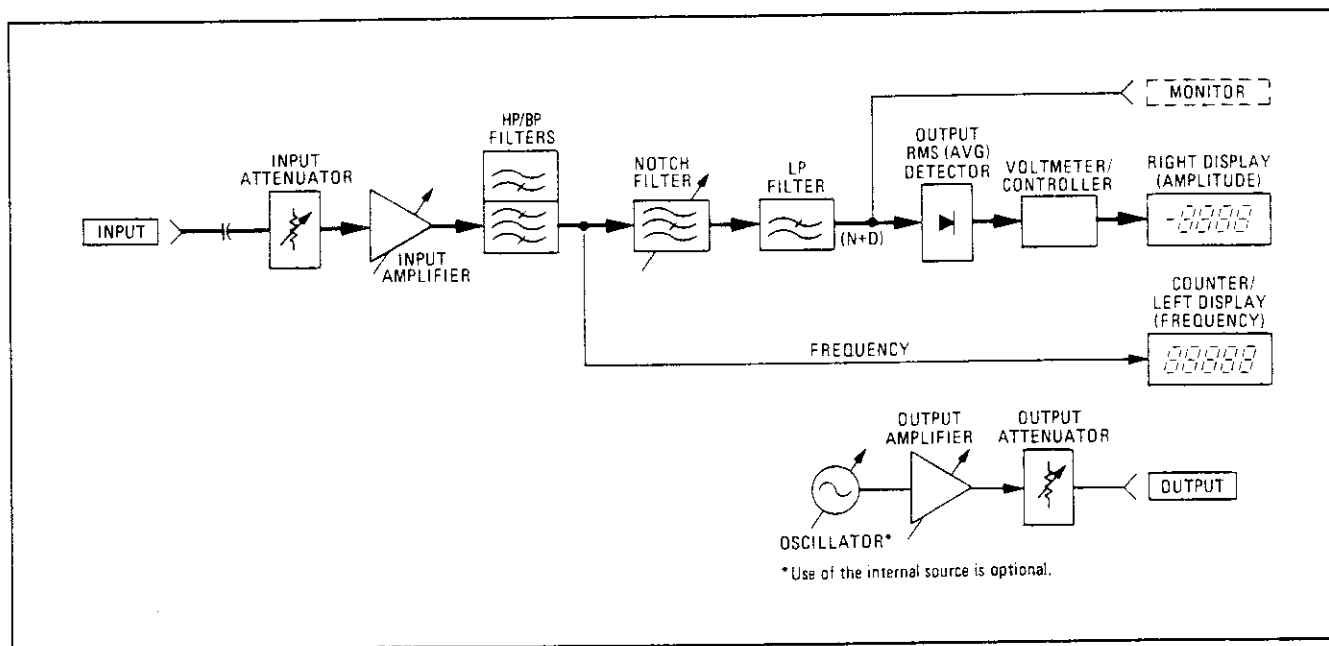 MONITOR
HP/BP
FILTERS
OUTPUT
RMS (AVG)
DETECTOR
INPUT
ATTENUATOR
NOTCH
FILTER
LP
FILTER
VOLTMETER/
CONTROLLER
RIGHT DISPLAY
(AMPLITUDE)
INPUT
(N+D)
INPUT
AMPLIFIER
COUNTER/
LEFT DISPLAY
(FREQUENCY)
FREQUENCY
OUTPUT
AMPLIFIER
OUTPUT
ATTENUATOR
OUTPUT
OSCILLATOR*
*Use of the internal source is optional.